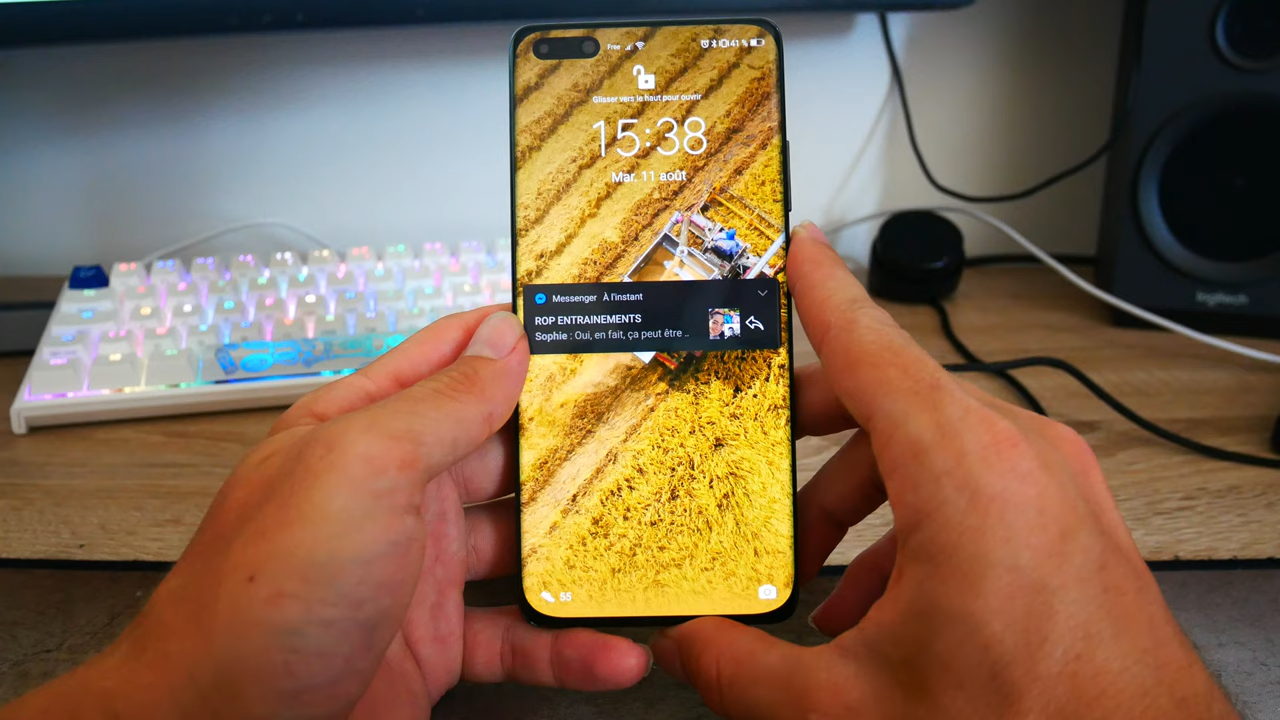 Free 41 %
Glisser vers le haut pour ouvrir
15:38
Mar. 11 août
Messenger À l'instant
ROP ENTRAINEMENTS
Sophie : Oui, en fait, ça peut être ..
55
logitech